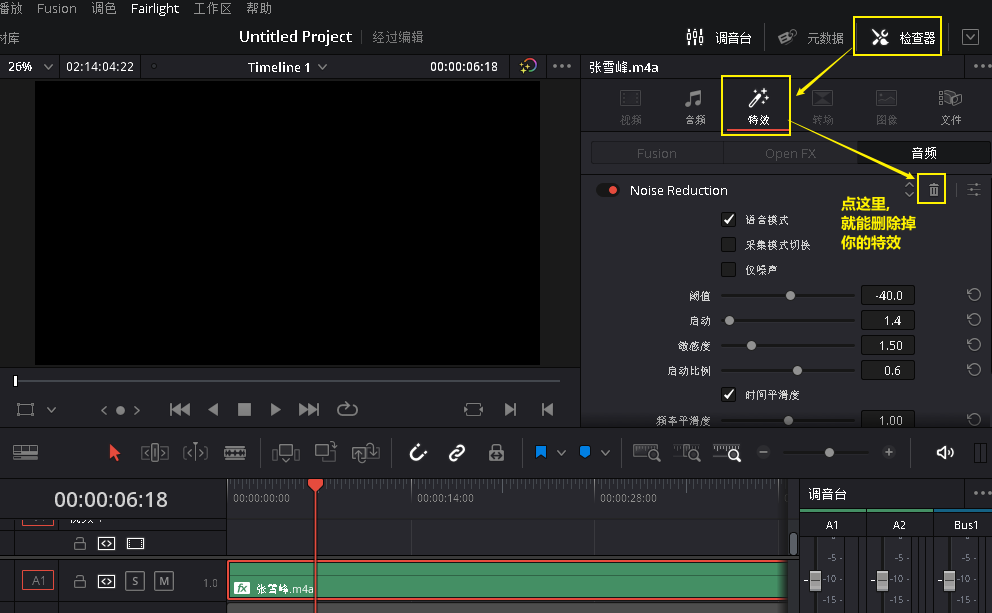 播放 Fusion 调色 Fairlight 工作区 帮助
材库 Untitled Project 经过编辑 调音台 元数据 检查器
26% 02:14:04:22 Timeline 1 00:00:06:18 张雪峰.m4a
视频 音频 特效 转场 图像 文件
Fusion Open FX 音频
Noise Reduction
点这里,
就能删除掉
你的特效
语音模式
采集模式切换
仅噪声
阈值 -40.0
启动 1.4
敏感度 1.50
启动比例 0.6
时间平滑度
频率平滑度 1.00
00:00:06:18 00:00:00:00 00:00:14:00 00:00:28:00 调音台
A1 A2 Bus1
-5 -5 -5
-10 -10 -10
-15 -15 -15
A1 S M 1.0 fx 张雪峰.m4a